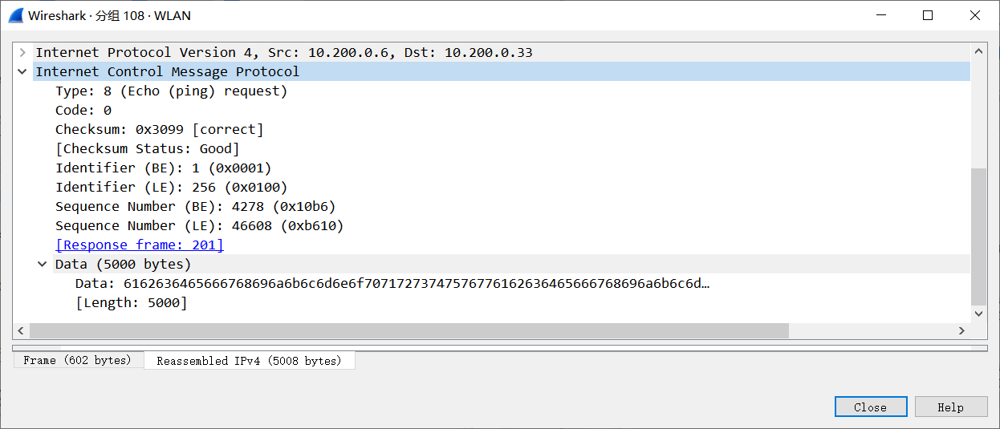 Wireshark · 分组 108 · WLAN
Internet Protocol Version 4, Src: 10.200.0.6, Dst: 10.200.0.33
Internet Control Message Protocol
Type: 8 (Echo (ping) request)
Code: 0
Checksum: 0x3099 [correct]
[Checksum Status: Good]
Identifier (BE): 1 (0x0001)
Identifier (LE): 256 (0x0100)
Sequence Number (BE): 4278 (0x10b6)
Sequence Number (LE): 46608 (0xb610)
[Response frame: 201]
Data (5000 bytes)
Data: 6162636465666768696a6b6c6d6e6f7071727374757677616263646566676869​6a6b6c6d…
[Length: 5000]
Frame (602 bytes)
Reassembled IPv4 (5008 bytes)
Close
Help